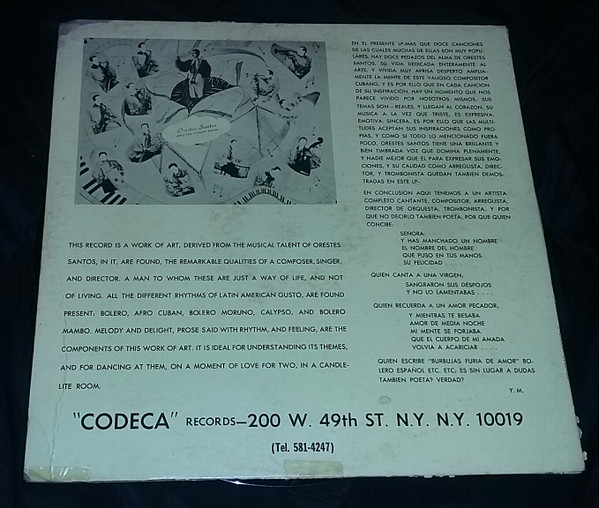 Orestes Santos
EN EL PRESENTE LP-MAS QUE DOCE CANCIONES
DE LAS CUALES MUCHAS DE ELLAS SON MUY POPU-
LARES, HAY DOCE PEDAZOS DEL ALMA DE ORESTES
SANTOS, SU VIDA DEDICADA ENTERAMENTE AL
ARTE, Y VIVIDA MUY APRISA DESPERTO AMPLIA-
MENTE LA MENTE DE ESTE VALIOSO COMPOSITOR
CUBANO, Y ES POR ELLO QUE EN CADA CANCION
DE SU INSPIRACION, HAY UN MOMENTO QUE NOS
PARECE VIVIDO POR NOSOTROS MISMOS, SUS
TEMAS SON—REALES, Y LLEGAN AL CORAZON, SU
MUSICA A LA VEZ QUE TRISTE, ES EXPRESIVA,
EMOTIVA, SINCERA, ES POR ELLO QUE LAS MULTI-
TUDES ACEPTAN SUS INSPIRACIONES COMO PRO-
PIAS, Y COMO SI TODO LO MENCIONADO FUERA
POCO, ORESTES SANTOS TIENE UNA BRILLANTE Y
BIEN TIMBRADA VOZ QUE DOMINA PLENAMENTE,
Y NADIE MEJOR QUE EL PARA EXPRESAR SUS EMO-
CIONES, Y SU CALIDAD COMO ARREGLISTA, DIREC-
TOR, Y TROMBONISTA QUEDAN TAMBIEN DEMOS-
TRADAS EN ESTE LP-
EN CONCLUSION AQUI: TENEMOS A UN ARTISTA
COMPLETO CANTANTE, COMPOSITOR, ARREGLISTA,
DIRECTOR DE ORQUESTA, TROMBONISTA, Y POR
QUE NO DECIRLO TAMBIEN POETA, POR QUE QUIEN
CONCIBE:
SEÑORA:
Y HAS MANCHADO UN NOMBRE
EL NOMBRE DEL HOMBRE
QUE PUSO EN TUS MANOS
SU FELICIDAD . . . .
QUIEN CANTA A UNA VIRGEN;
SANGRARON SUS DESPOJOS
Y NO LO LAMENTABAS . . . .
QUIEN RECUERDA A UN AMOR PECADOR,
Y MIENTRAS TE BESABA
AMOR DE MEDIA NOCHE
MI MENTE SE FORJABA
QUE EL CUERPO DE MI AMADA
VOLVIA A ACARICIAR . . . .
QUIEN ESCRIBE "BURBUJAS FURIA DE AMOR" BO-
LERO ESPAÑOL ETC. ETC; ES SIN LUGAR A DUDAS
TAMBIEN POETA? VERDAD?
Y. M.
THIS RECORD IS A WORK OF ART, DERIVED FROM THE MUSICAL TALENT OF ORESTES
SANTOS, IN IT, ARE FOUND, THE REMARKABLE QUALITIES OF A COMPOSER, SINGER,
AND DIRECTOR. A MAN TO WHOM THESE ARE JUST A WAY OF LIFE, AND NOT
OF LIVING. ALL THE DIFFERENT RHYTHMS OF LATIN AMERICAN GUSTO, ARE FOUND
PRESENT; BOLERO, AFRO CUBAN, BOLERO MORUNO, CALYPSO, AND BOLERO
MAMBO. MELODY AND DELIGHT, PROSE SAID WITH RHYTHM, AND FEELING, ARE THE
COMPONENTS OF THIS WORK OF ART. IT IS IDEAL FOR UNDERSTANDING ITS THEMES,
AND FOR DANCING AT THEM, ON A MOMENT OF LOVE FOR TWO, IN A CANDLE-
LITE ROOM.
"CODECA" RECORDS—200 W. 49th ST. N.Y. N.Y. 10019
(Tel. 581-4247)